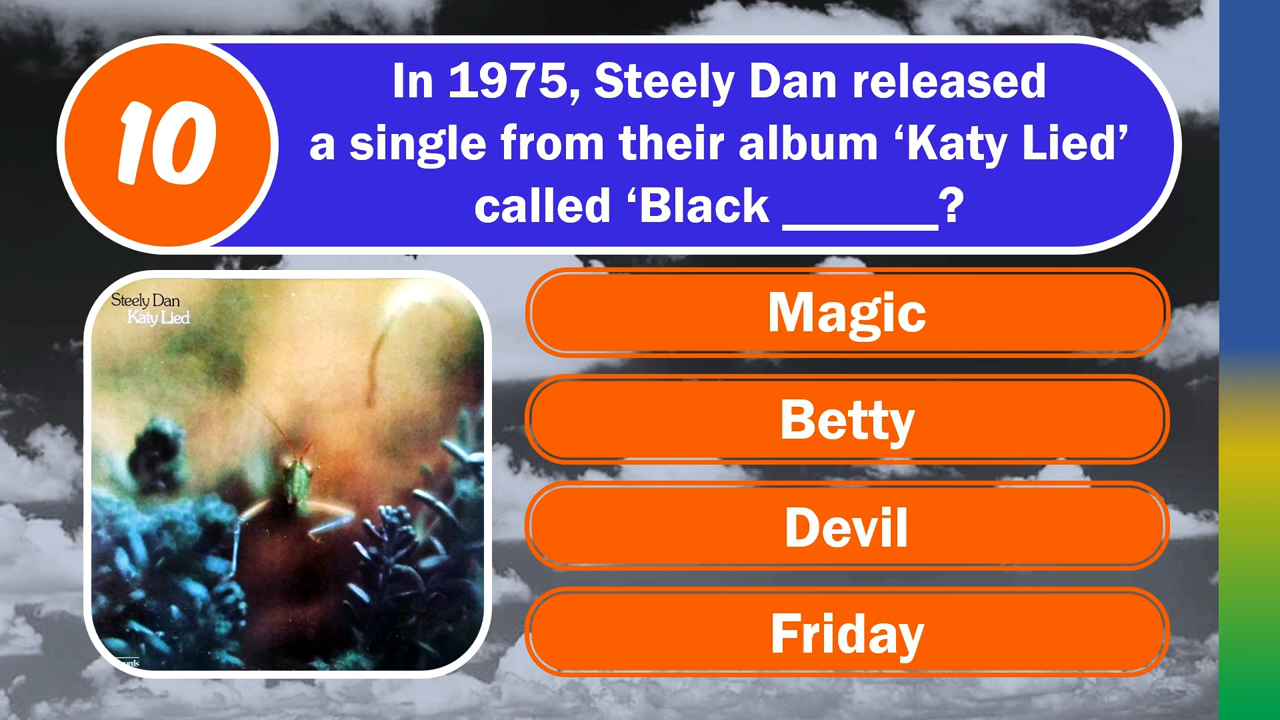 10
In 1975, Steely Dan released
a single from their album ‘Katy Lied’
called ‘Black ______?
Steely Dan
Katy Lied
Magic
Betty
Devil
Friday